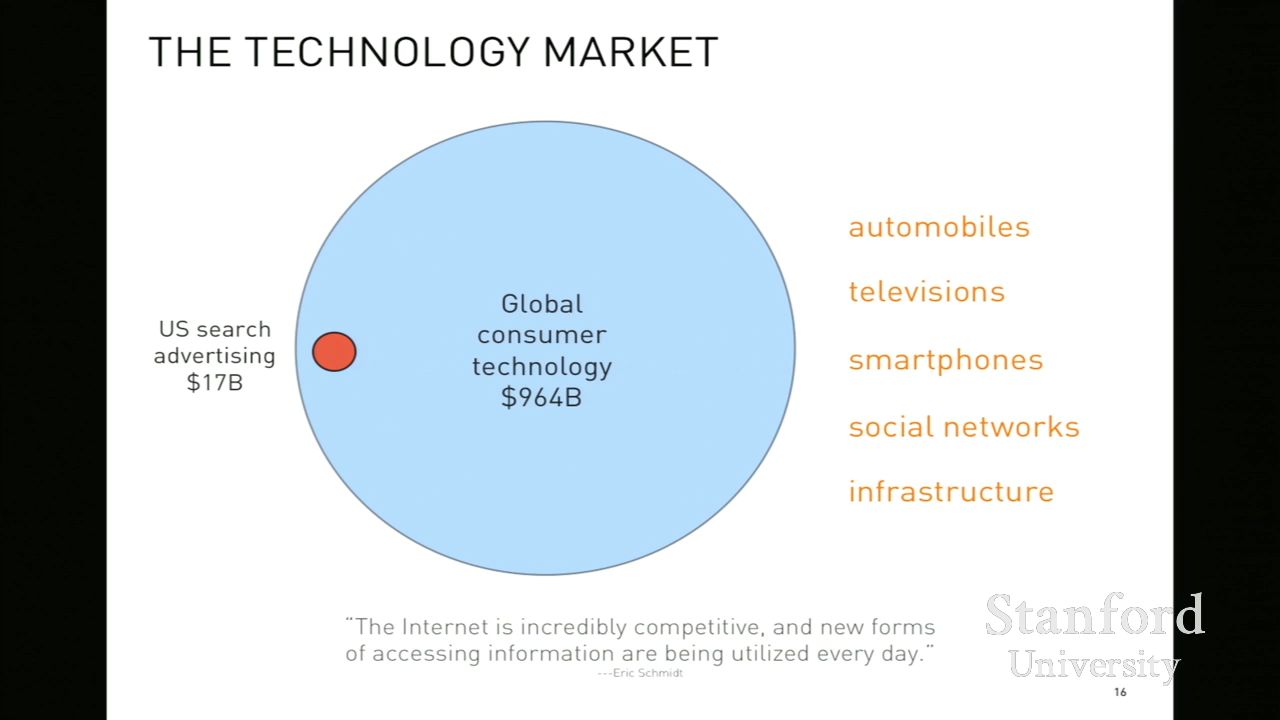 THE TECHNOLOGY MARKET
US search
advertising
$17B
Global
consumer
technology
$964B
automobiles
televisions
smartphones
social networks
infrastructure
“The Internet is incredibly competitive, and new forms
of accessing information are being utilized every day.”
---Eric Schmidt
Stanford
University
16